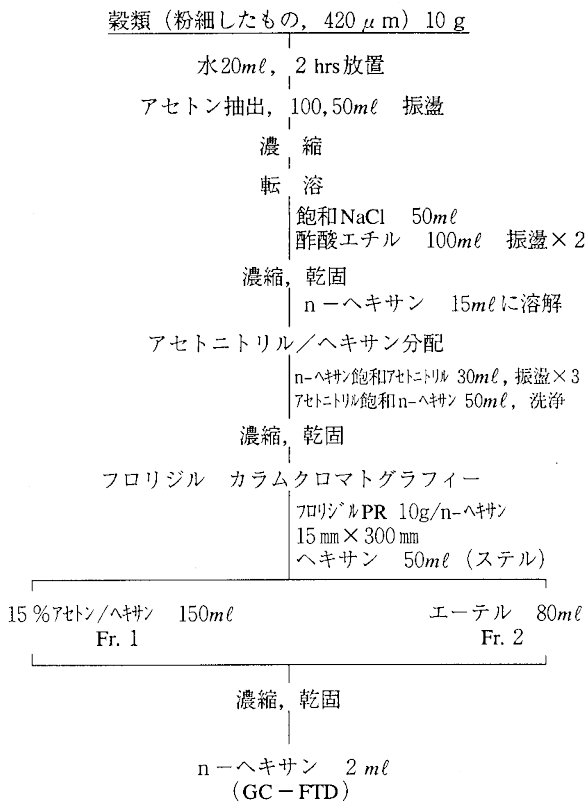 穀類（粉細したもの，420μm）10g
水20mℓ，2 hrs放置
アセトン抽出，100,50mℓ 振盪
濃縮
転溶
飽和NaCl 50mℓ
酢酸エチル 100mℓ 振盪×2
濃縮，乾固
n－ヘキサン 15mℓに溶解
アセトニトリル／ヘキサン分配
n-ヘキサン飽和アセトニトリル 30mℓ，振盪×3
アセトニトリル飽和n-ヘキサン 50mℓ，洗浄
濃縮，乾固
フロリジル カラムクロマトグラフィー
フロリジルPR 10g/n-ヘキサン
15㎜×300㎜
ヘキサン 50mℓ（ステル）
15％アセトン/ヘキサン 150mℓ
Fr. 1
エーテル 80mℓ
Fr. 2
濃縮，乾固
n－ヘキサン 2 mℓ
(GC－FTD)